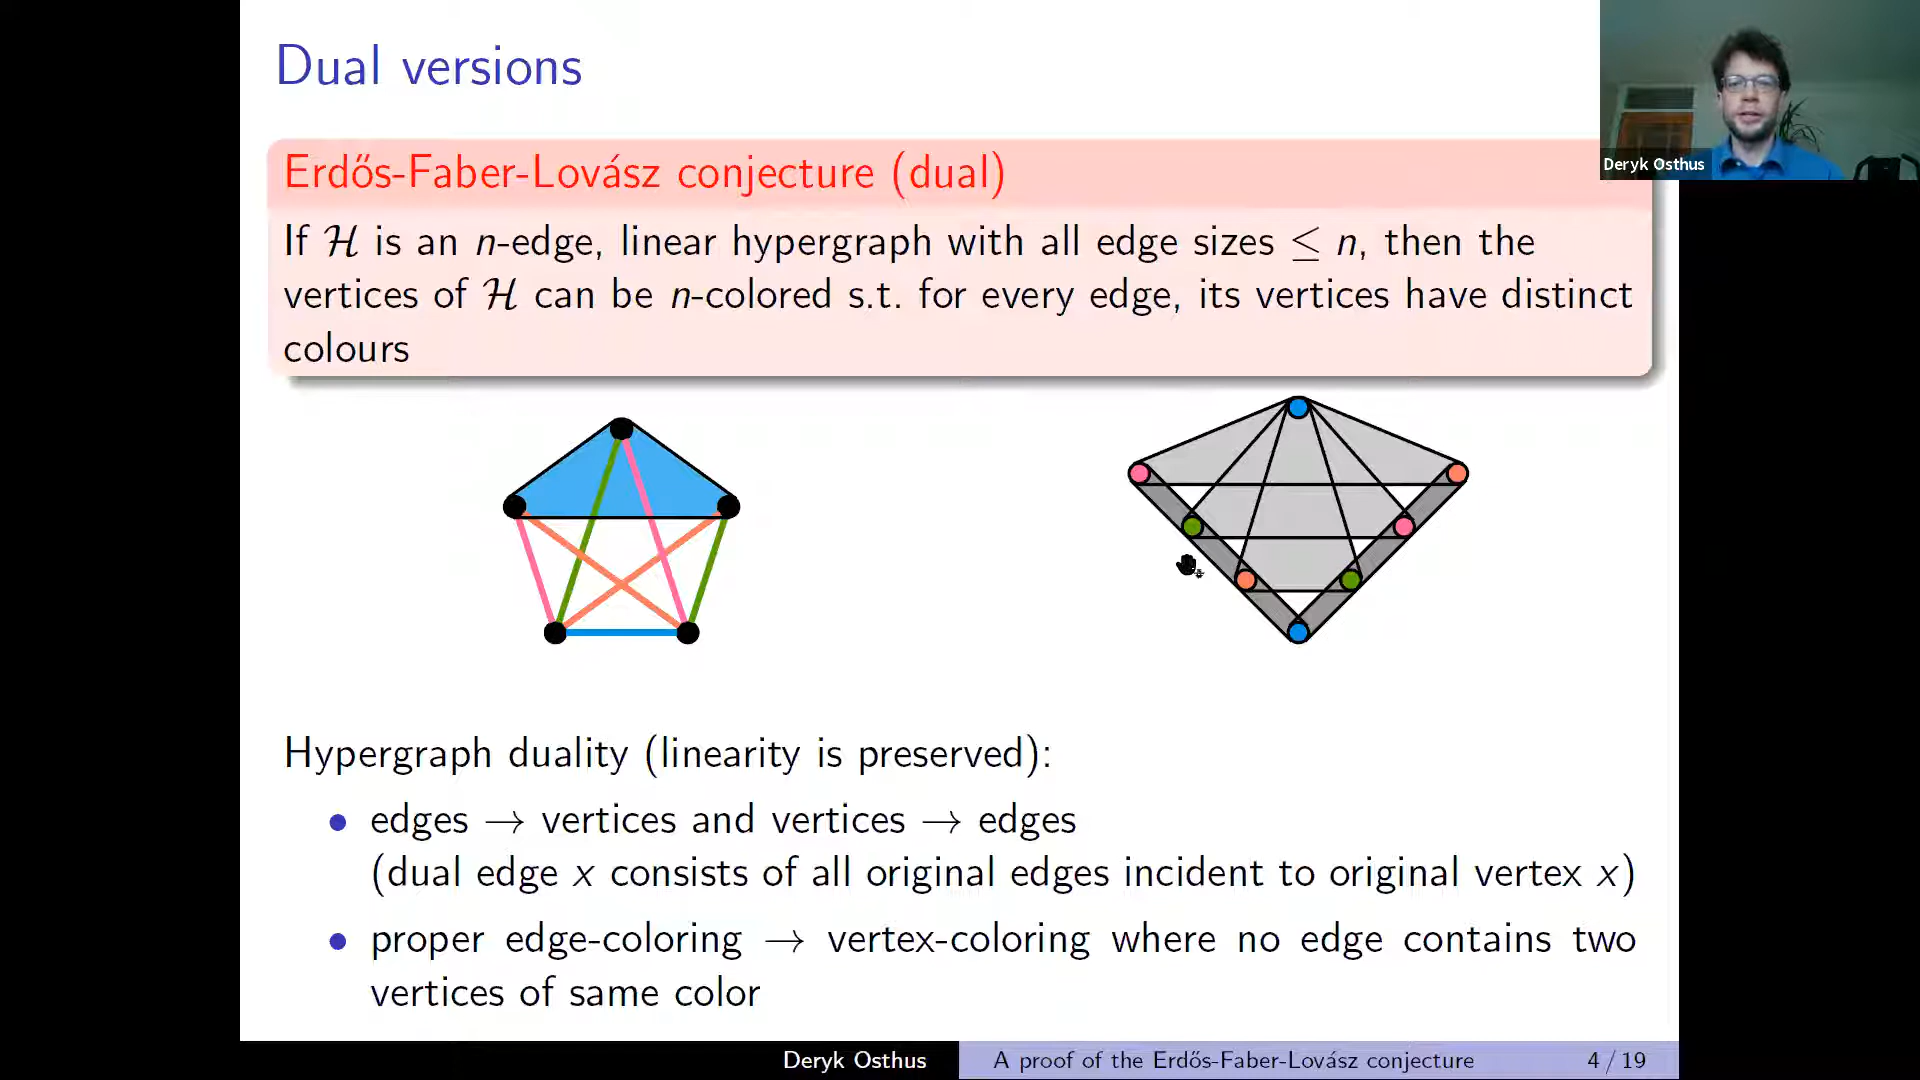 Dual versions
Erdős-Faber-Lovász conjecture (dual)
If ℋ is an n-edge, linear hypergraph with all edge sizes ≤ n, then the
vertices of ℋ can be n-colored s.t. for every edge, its vertices have distinct
colours
Deryk Osthus
Hypergraph duality (linearity is preserved):
• edges → vertices and vertices → edges
(dual edge x consists of all original edges incident to original vertex x)
• proper edge-coloring → vertex-coloring where no edge contains two
vertices of same color
Deryk Osthus A proof of the Erdős-Faber-Lovász conjecture 4 / 19